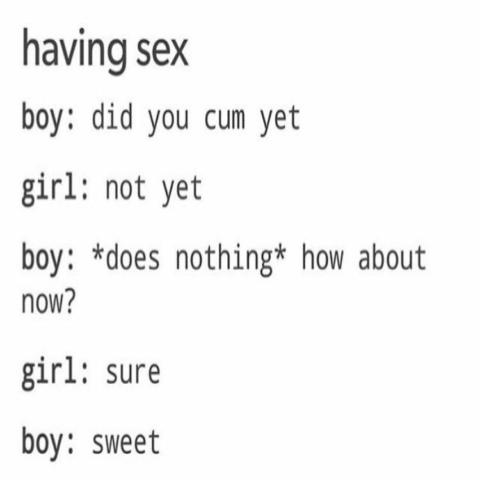 having sex
boy: did you cum yet
girl: not yet
boy: *does nothing* how about
now?
girl: sure
boy: sweet